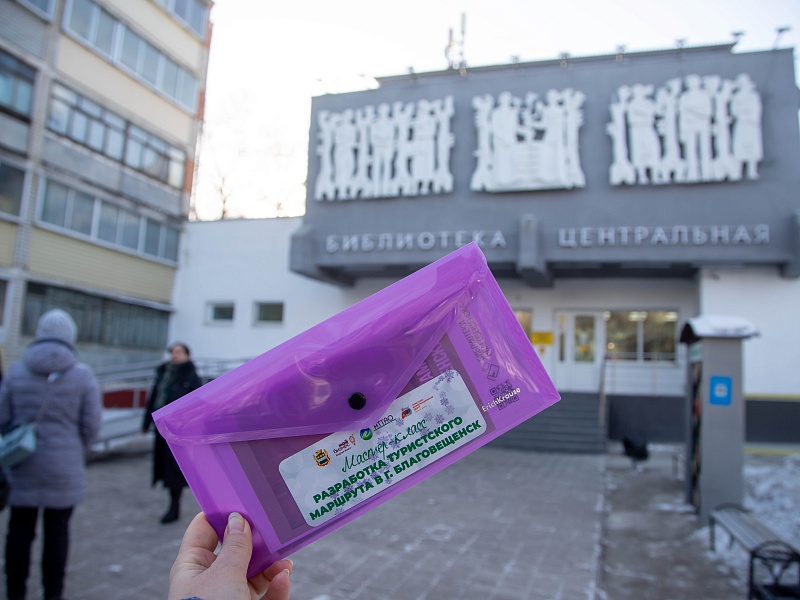 БИБЛИОТЕКА ЦЕНТРАЛЬНАЯ
ErichKrause
Мастер-класс
РАЗРАБОТКА ТУРИСТСКОГО
МАРШРУТА В Г. БЛАГОВЕЩЕНСК